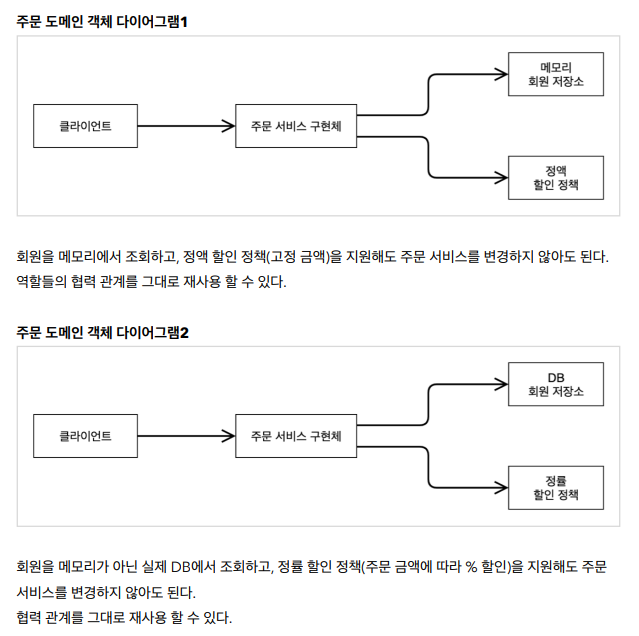 주문 도메인 객체 다이어그램1
메모리
회원 저장소
클라이언트
주문 서비스 구현체
정액
할인 정책
회원을 메모리에서 조회하고, 정액 할인 정책(고정 금액)을 지원해도 주문 서비스를 변경하지 않아도 된다.
역할들의 협력 관계를 그대로 재사용 할 수 있다.
주문 도메인 객체 다이어그램2
DB
회원 저장소
클라이언트
주문 서비스 구현체
정률
할인 정책
회원을 메모리가 아닌 실제 DB에서 조회하고, 정률 할인 정책(주문 금액에 따라 % 할인)을 지원해도 주문
서비스를 변경하지 않아도 된다.
협력 관계를 그대로 재사용 할 수 있다.